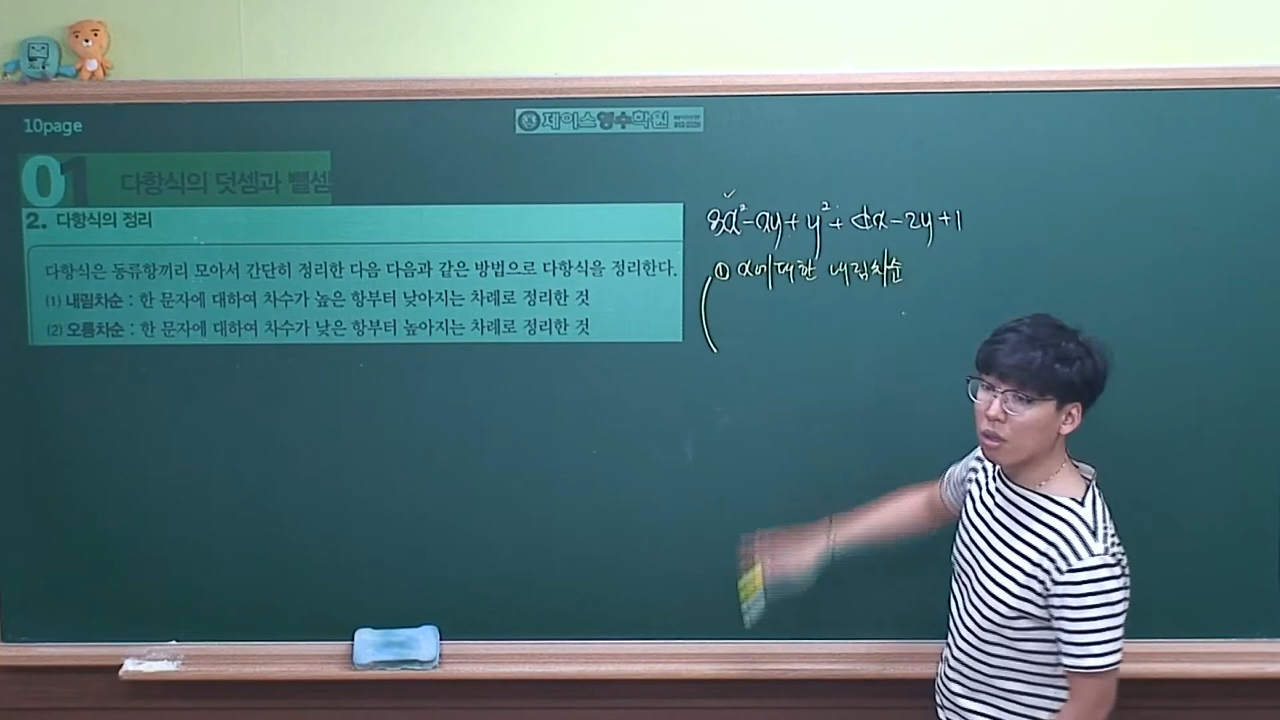 10page
제이스영수학원
01 다항식의 덧셈과 뺄셈
2. 다항식의 정리
다항식은 동류항끼리 모아서 간단히 정리한 다음 다음과 같은 방법으로 다항식을 정리한다.
(1) 내림차순 : 한 문자에 대하여 차수가 높은 항부터 낮아지는 차례로 정리한 것
(2) 오름차순 : 한 문자에 대하여 차수가 낮은 항부터 높아지는 차례로 정리한 것
① x에 대한 내림차순